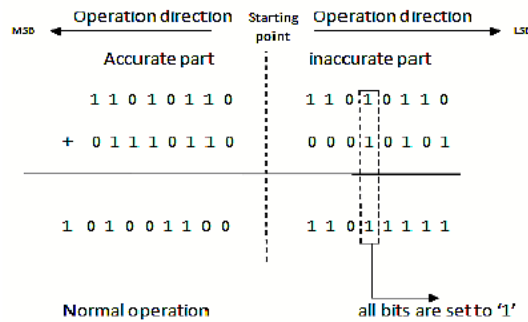 Operation direction Starting point Operation direction
MSB LSB
Accurate part inaccurate part
1 1 0 1 0 1 1 0 1 1 0 1 0 1 1 0
+ 0 1 1 1 0 1 1 0 0 0 0 1 0 1 0 1
1 0 1 0 0 1 1 0 0 1 1 0 1 1 1 1 1
Normal operation all bits are set to ‘1’